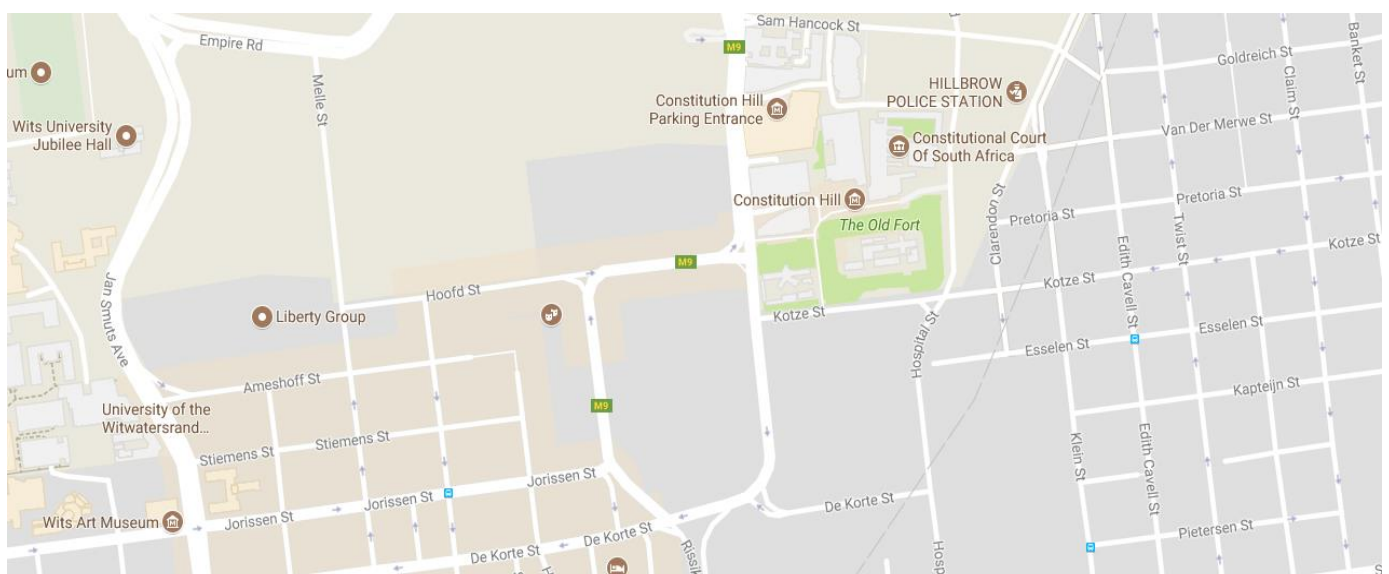 Sam Hancock St
Empire Rd
M9
Goldreich St
Banket St
Claim St
um
Melle St
HILLBROW
POLICE STATION
Constitution Hill
Parking Entrance
Wits University
Jubilee Hall
Van Der Merwe St
Constitutional Court
Of South Africa
Pretoria St
Constitution Hill
Pretoria St
The Old Fort
Clarendon St
Twist St
Edith Cavell St
Kotze St
M9
Kotze St
Hoofd St
Jan Smuts Ave
Liberty Group
Kotze St
Esselen St
Esselen St
Hospital St
Ameshoff St
Kapteijn St
M9
University of the
Witwatersrand...
Stiemens St
Stiemens St
Klein St
Edith Cavell St
Jorissen St
Jorissen St
De Korte St
Wits Art Museum
Jorissen St
Pietersen St
De Korte St
De Korte St
Rissik
Hosp
H
S